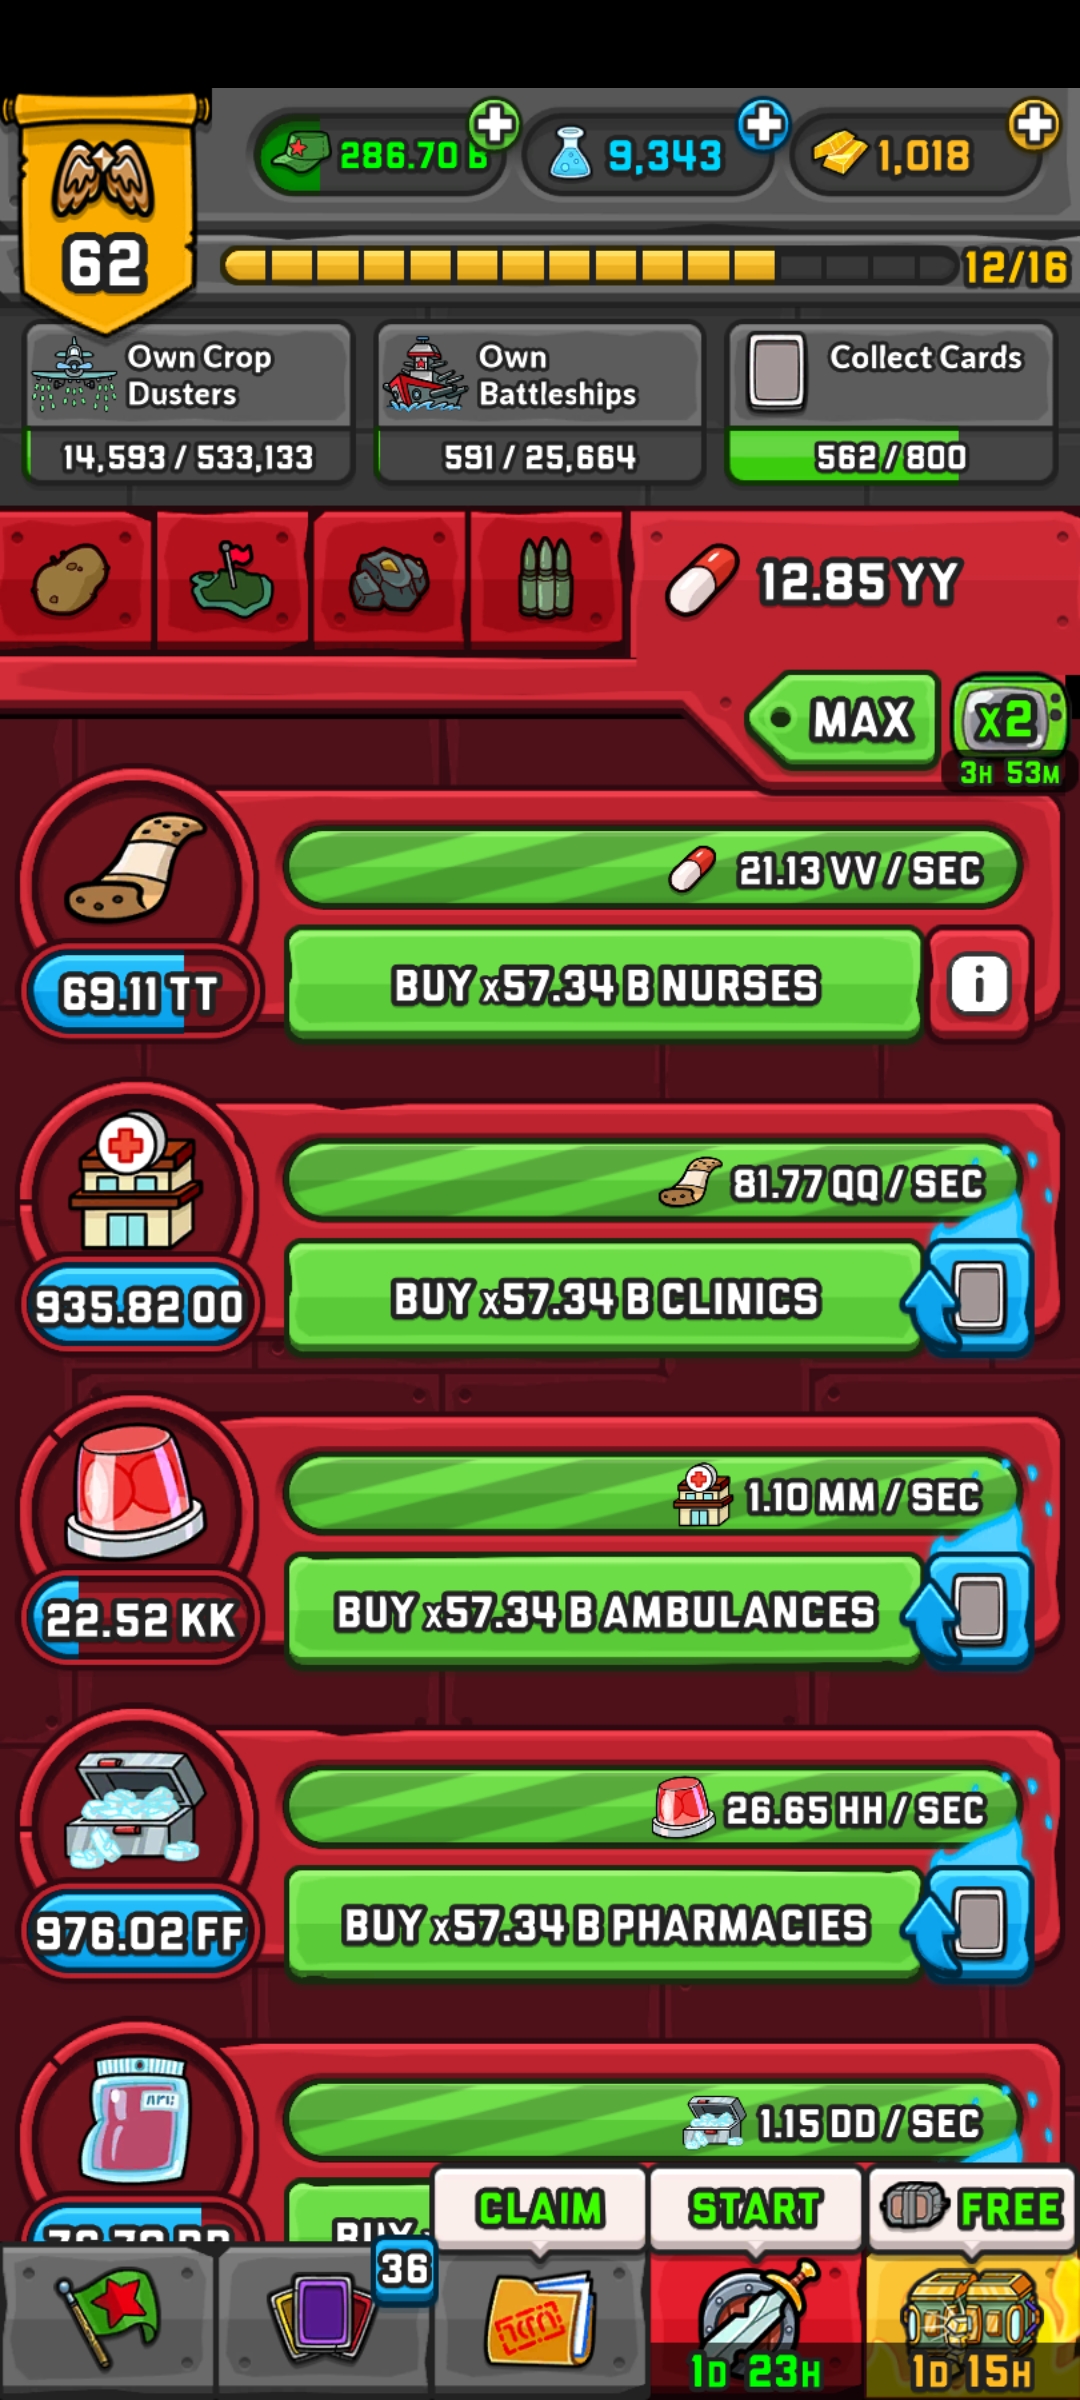 286.70 B
9,343
1,018
62
12/16
Own Crop
Dusters
14,593 / 533,133
Own
Battleships
591 / 25,664
Collect Cards
562 / 800
12.85 YY
MAX
x2
3H 53M
21.13 VV / SEC
69.11 TT
BUY x57.34 B NURSES
i
81.77 QQ / SEC
935.82 OO
BUY x57.34 B CLINICS
1.10 MM / SEC
22.52 KK
BUY x57.34 B AMBULANCES
26.65 HH / SEC
976.02 FF
BUY x57.34 B PHARMACIES
1.15 DD / SEC
BUY
CLAIM
START
FREE
36
1D 23H
1D 15H